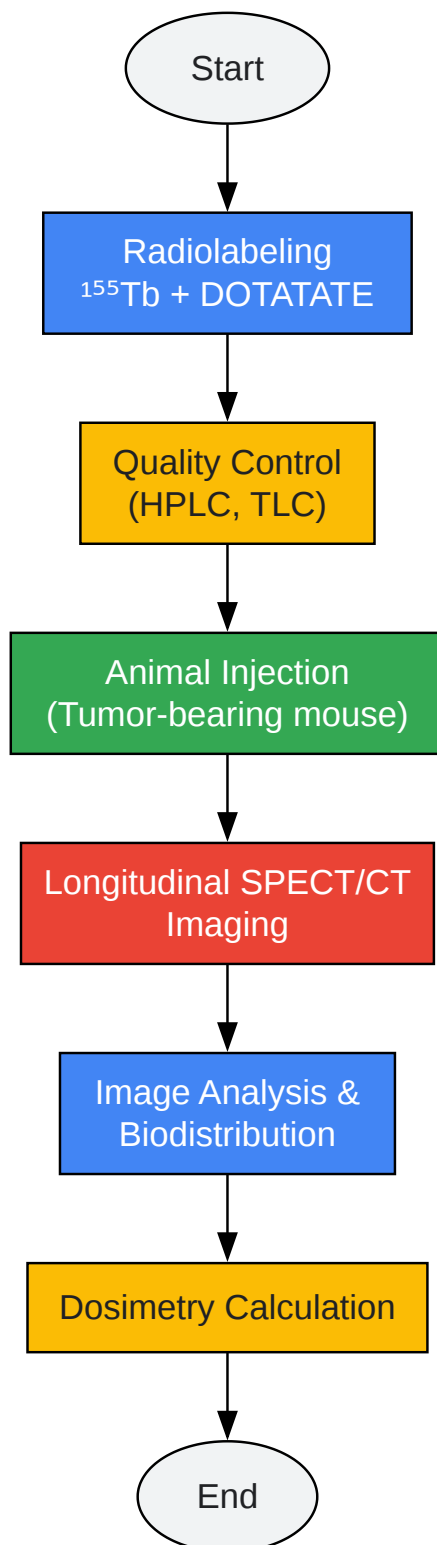 Start
Radiolabeling
¹⁵⁵Tb + DOTATATE
Quality Control
(HPLC, TLC)
Animal Injection
(Tumor-bearing mouse)
Longitudinal SPECT/CT
Imaging
Image Analysis &
Biodistribution
Dosimetry Calculation
End